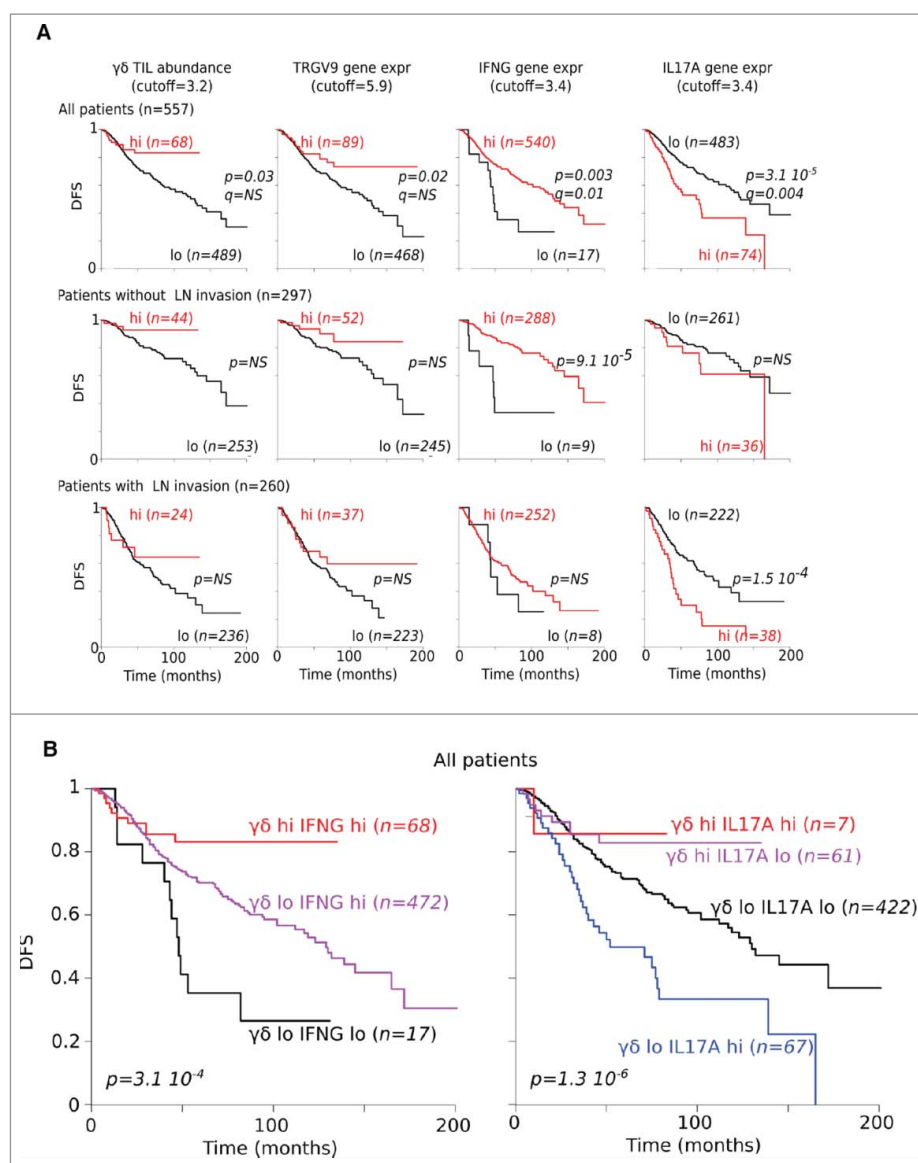 A
γδ TIL abundance (cutoff=3.2)
TRGV9 gene expr (cutoff=5.9)
IFNG gene expr (cutoff=3.4)
IL17A gene expr (cutoff=3.4)
All patients (n=557)
1
DFS
0
hi (n=68)
p=0.03
q=NS
lo (n=489)
hi (n=89)
p=0.02
q=NS
lo (n=468)
hi (n=540)
p=0.003
q=0.01
lo (n=17)
lo (n=483)
p=3.1 10⁻⁵
q=0.004
hi (n=74)
Patients without LN invasion (n=297)
1
DFS
0
hi (n=44)
p=NS
lo (n=253)
hi (n=52)
p=NS
lo (n=245)
hi (n=288)
p=9.1 10⁻⁵
lo (n=9)
lo (n=261)
p=NS
hi (n=36)
Patients with LN invasion (n=260)
1
DFS
0
hi (n=24)
p=NS
lo (n=236)
hi (n=37)
p=NS
lo (n=223)
hi (n=252)
p=NS
lo (n=8)
lo (n=222)
p=1.5 10⁻⁴
hi (n=38)
0 100 200
0 100 200
0 100 200
0 100 200
Time (months)
Time (months)
Time (months)
Time (months)
B
All patients
1
0.8
0.6
0.4
0.2
0
DFS
γδ hi IFNG hi (n=68)
γδ lo IFNG hi (n=472)
γδ lo IFNG lo (n=17)
p=3.1 10⁻⁴
0 100 200
Time (months)
γδ hi IL17A hi (n=7)
γδ hi IL17A lo (n=61)
γδ lo IL17A lo (n=422)
γδ lo IL17A hi (n=67)
p=1.3 10⁻⁶
0 100 200
Time (months)